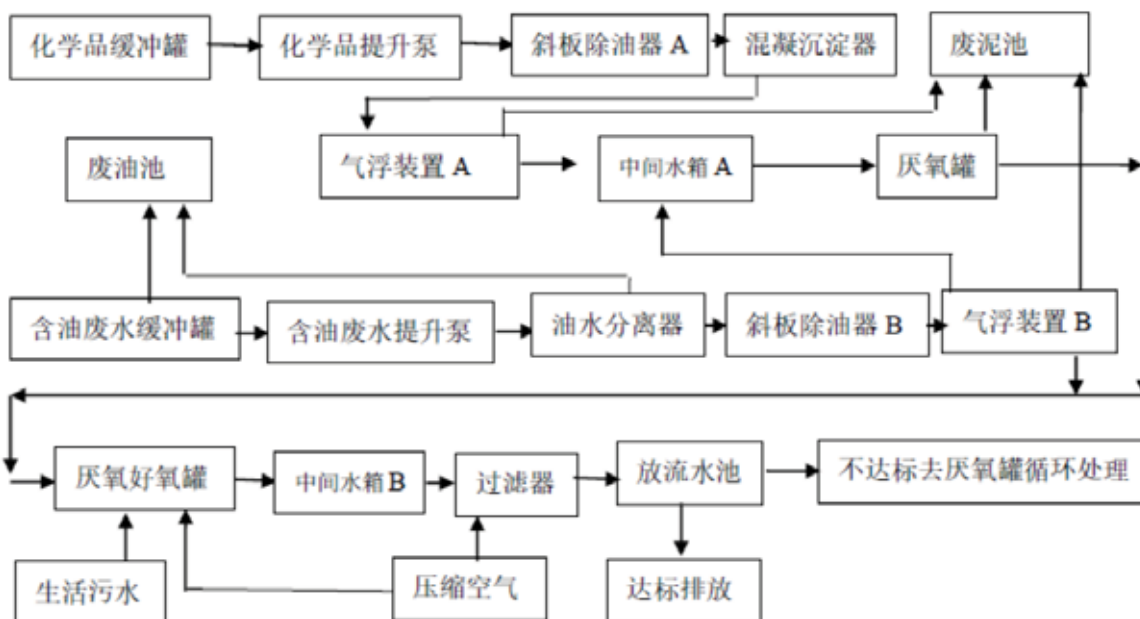 化学品缓冲罐
化学品提升泵
斜板除油器 A
混凝沉淀器
废泥池
废油池
气浮装置 A
中间水箱 A
厌氧罐
含油废水缓冲罐
含油废水提升泵
油水分离器
斜板除油器 B
气浮装置 B
厌氧好氧罐
中间水箱 B
过滤器
放流水池
不达标去厌氧罐循环处理
生活污水
压缩空气
达标排放